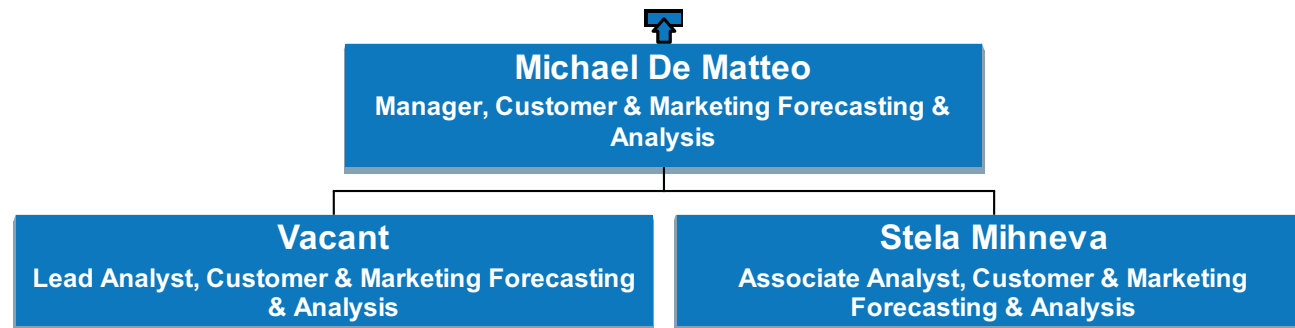 Michael De Matteo
Manager, Customer & Marketing Forecasting &
Analysis
Vacant
Lead Analyst, Customer & Marketing Forecasting
& Analysis
Stela Mihneva
Associate Analyst, Customer & Marketing
Forecasting & Analysis